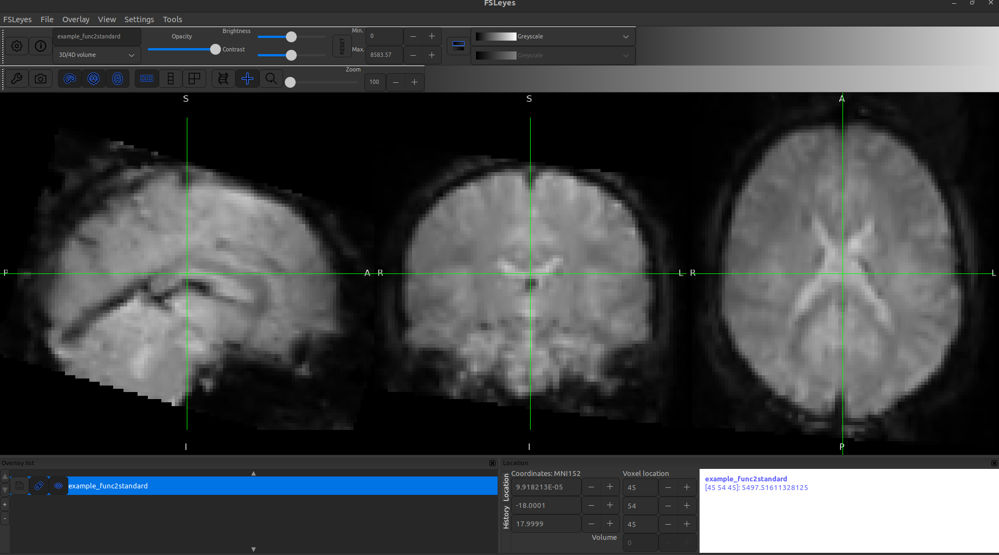 FSLeyes
FSLeyes File Overlay View Settings Tools
example_func2standard
3D/4D volume
Opacity
Brightness
Contrast
RESET
Min.
0
Max.
8583.57
Greyscale
Greyscale
Zoom
100
S
P
A
I
S
R
L
I
A
R
L
P
Overlay list
example_func2standard
+
-
Location
Location
History
Coordinates: MNI152
9.918213E-05
-18.0001
17.9999
Volume
Voxel location
45
54
45
0
example_func2standard
[45 54 45]: 5497.51611328125